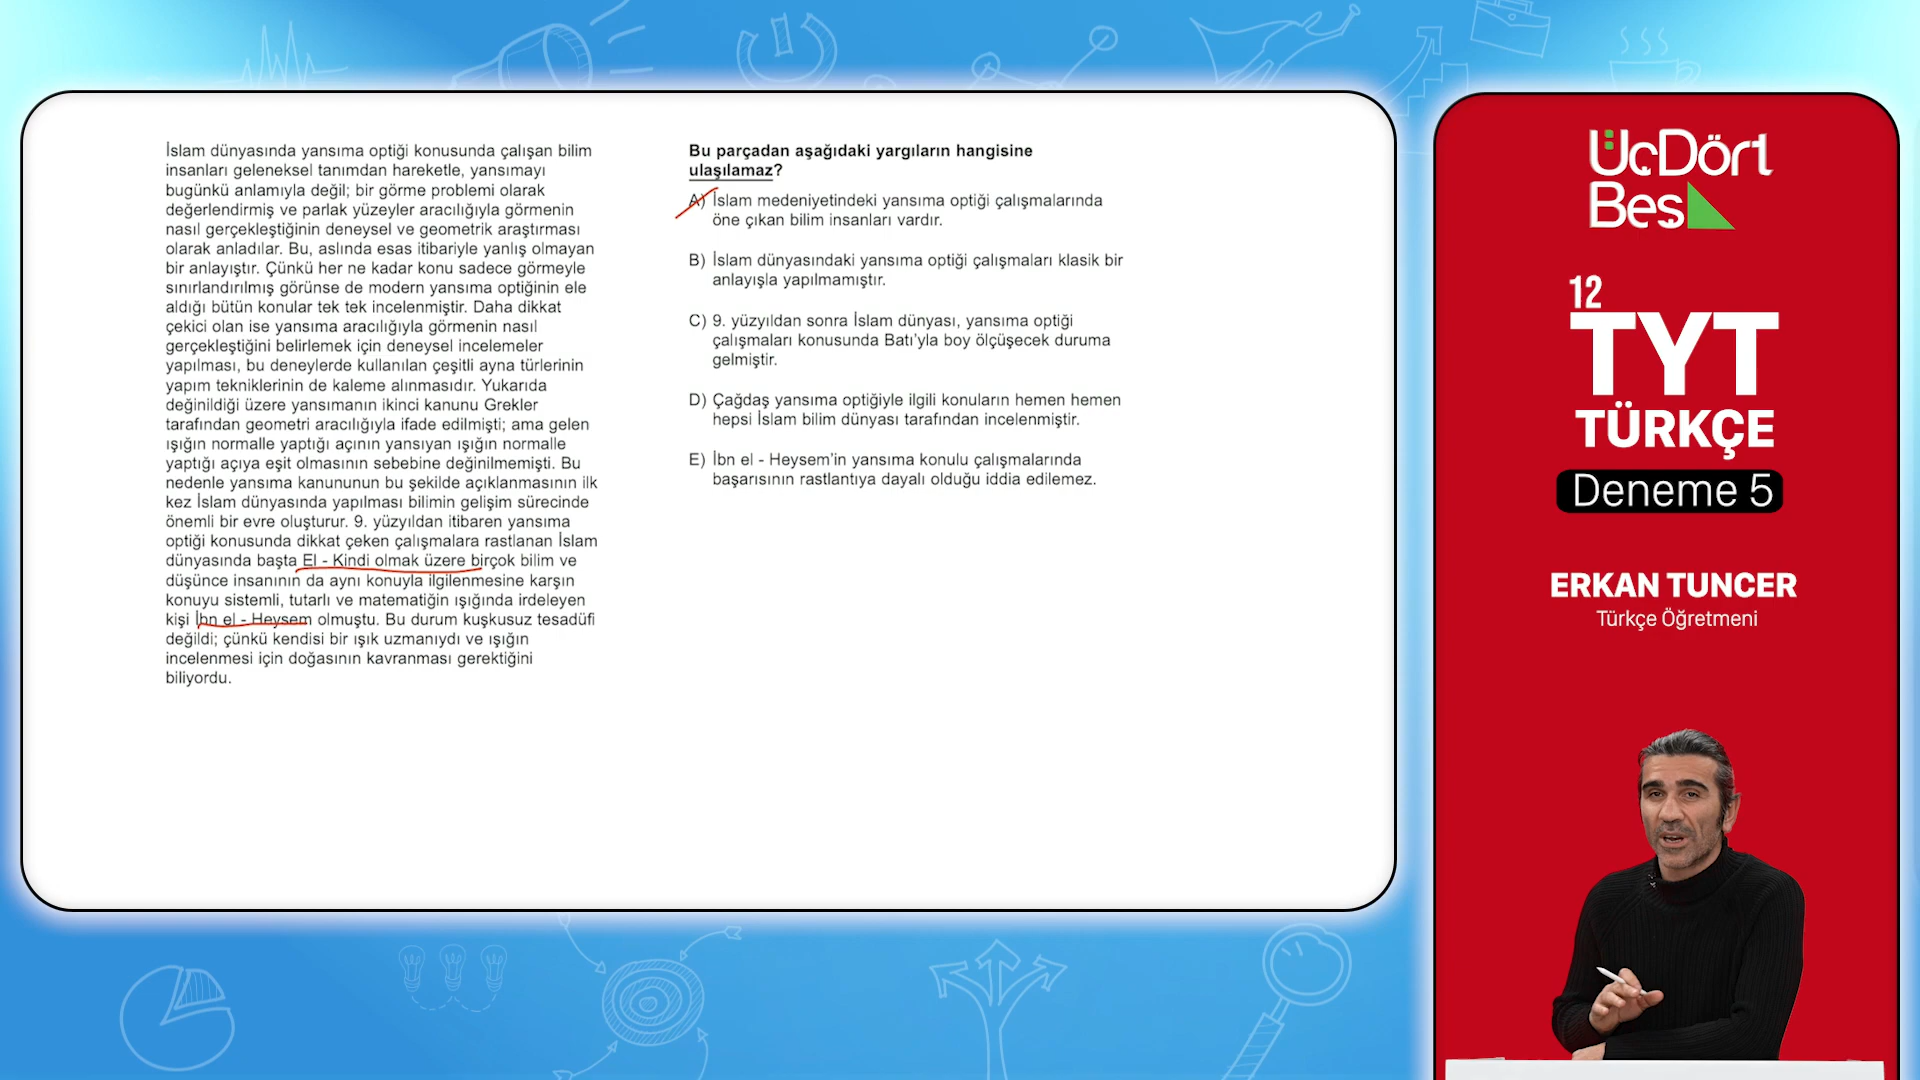 İslam dünyasında yansıma optiği konusunda çalışan bilim
insanları geleneksel tanımdan hareketle, yansımayı
bugünkü anlamıyla değil; bir görme problemi olarak
değerlendirmiş ve parlak yüzeyler aracılığıyla görmenin
nasıl gerçekleştiğinin deneysel ve geometrik araştırması
olarak anladılar. Bu, aslında esas itibariyle yanlış olmayan
bir anlayıştır. Çünkü her ne kadar konu sadece görmeyle
sınırlandırılmış görünse de modern yansıma optiğinin ele
aldığı bütün konular tek tek incelenmiştir. Daha dikkat
çekici olan ise yansıma aracılığıyla görmenin nasıl
gerçekleştiğini belirlemek için deneysel incelemeler
yapılması, bu deneylerde kullanılan çeşitli ayna türlerinin
yapım tekniklerinin de kaleme alınmasıdır. Yukarıda
değinildiği üzere yansımanın ikinci kanunu Grekler
tarafından geometri aracılığıyla ifade edilmişti; ama gelen
ışığın normalle yaptığı açının yansıyan ışığın normalle
yaptığı açıya eşit olmasının sebebine değinilmemişti. Bu
nedenle yansıma kanununun bu şekilde açıklanmasının ilk
kez İslam dünyasında yapılması bilimin gelişim sürecinde
önemli bir evre oluşturur. 9. yüzyıldan itibaren yansıma
optiği konusunda dikkat çeken çalışmalara rastlanan İslam
dünyasında başta El - Kindi olmak üzere birçok bilim ve
düşünce insanının da aynı konuyla ilgilenmesine karşın
konuyu sistemli, tutarlı ve matematiğin ışığında irdeleyen
kişi İbn el - Heysem olmuştu. Bu durum kuşkusuz tesadüfi
değildi; çünkü kendisi bir ışık uzmanıydı ve ışığın
incelenmesi için doğasının kavranması gerektiğini
biliyordu.
Bu parçadan aşağıdaki yargıların hangisine
ulaşılamaz?
A) İslam medeniyetindeki yansıma optiği çalışmalarında
öne çıkan bilim insanları vardır.
B) İslam dünyasındaki yansıma optiği çalışmaları klasik bir
anlayışla yapılmamıştır.
C) 9. yüzyıldan sonra İslam dünyası, yansıma optiği
çalışmaları konusunda Batı'yla boy ölçüşecek duruma
gelmiştir.
D) Çağdaş yansıma optiğiyle ilgili konuların hemen hemen
hepsi İslam bilim dünyası tarafından incelenmiştir.
E) İbn el - Heysem'in yansıma konulu çalışmalarında
başarısının rastlantıya dayalı olduğu iddia edilemez.
ÜçDört
Beş
12
TYT
TÜRKÇE
Deneme 5
ERKAN TUNCER
Türkçe Öğretmeni